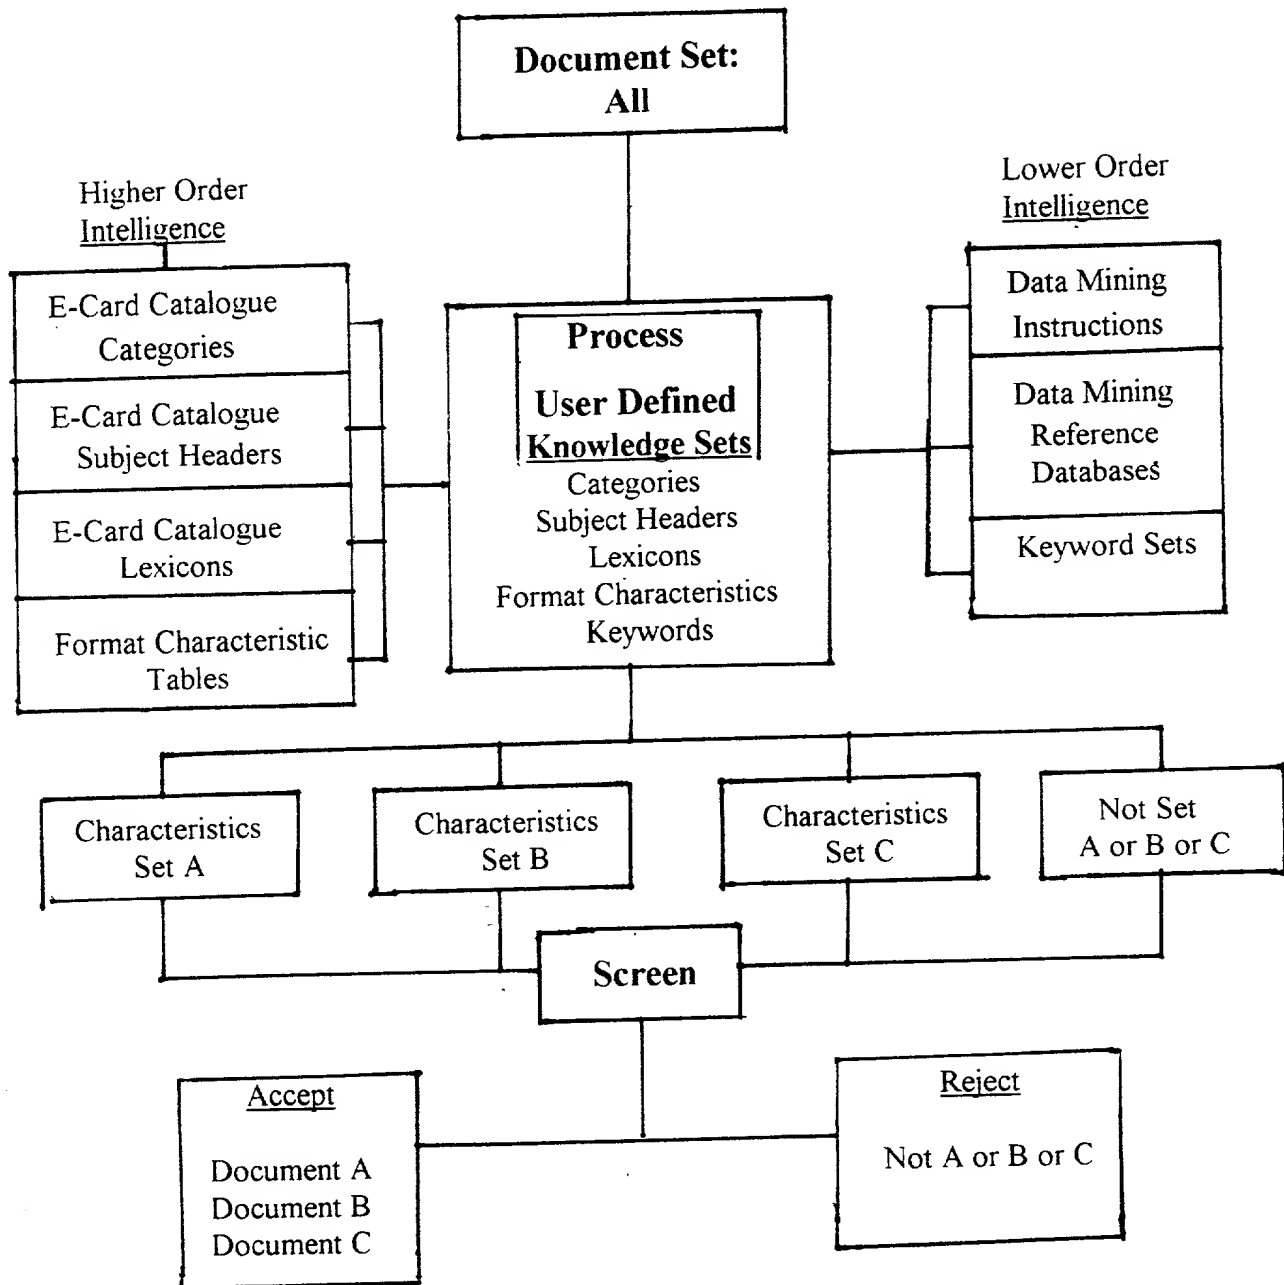 Document Set:
All
Higher Order
Intelligence
E-Card Catalogue
Categories
E-Card Catalogue
Subject Headers
E-Card Catalogue
Lexicons
Format Characteristic
Tables
Process
User Defined
Knowledge Sets
Categories
Subject Headers
Lexicons
Format Characteristics
Keywords
Lower Order
Intelligence
Data Mining
Instructions
Data Mining
Reference
Databases
Keyword Sets
Characteristics
Set A
Characteristics
Set B
Characteristics
Set C
Not Set
A or B or C
Screen
Accept
Document A
Document B
Document C
Reject
Not A or B or C